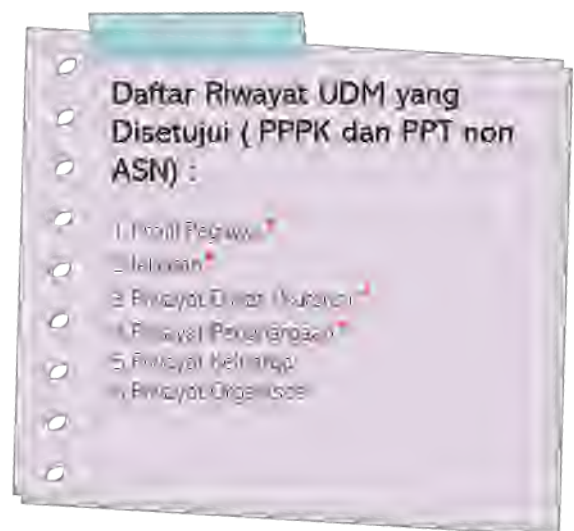 Daftar Riwayat UDM yang
Disetujui ( PPPK dan PPT non
ASN) :
1. Profil Pegawai*
2. Jabatan*
3. Riwayat *
4. Riwayat *
5. Riwayat Keluarga
6. Riwayat Organisasi